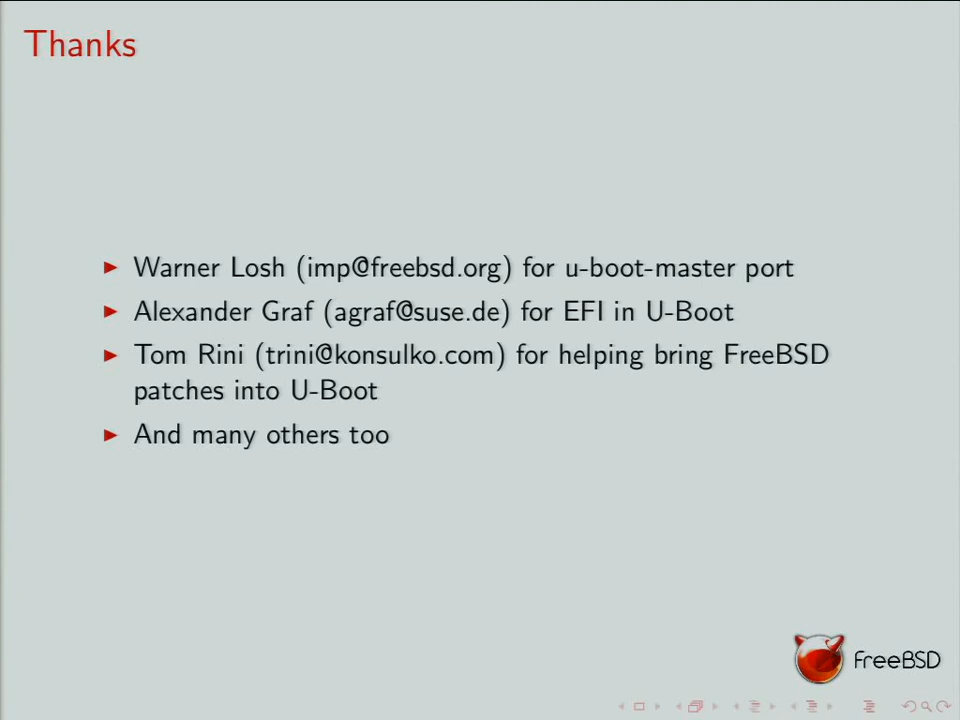 Thanks
Warner Losh (imp@freebsd.org) for u-boot-master port
Alexander Graf (agraf@suse.de) for EFI in U-Boot
Tom Rini (trini@konsulko.com) for helping bring FreeBSD
patches into U-Boot
And many others too
FreeBSD